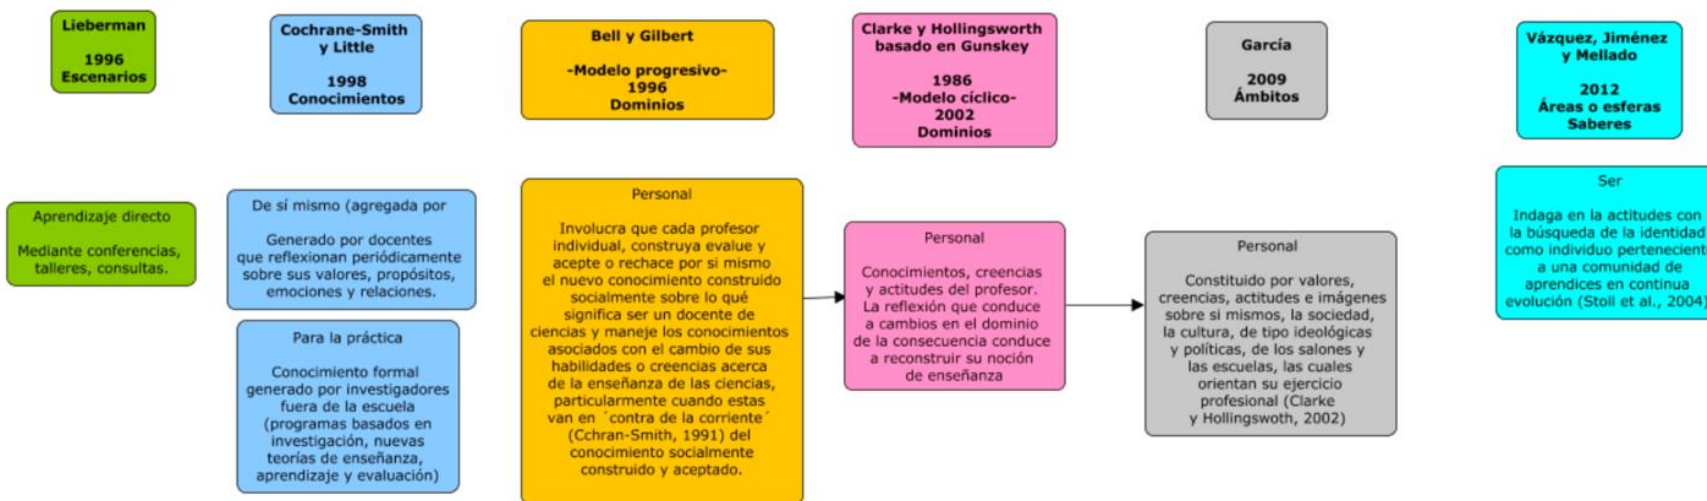 Lieberman
1996
Escenarios
Cochrane-Smith
y Little
1998
Conocimientos
Bell y Gilbert
-Modelo progresivo-
1996
Dominios
Clarke y Hollingsworth
basado en Gunskey
1986
-Modelo cíclico-
2002
Dominios
García
2009
Ámbitos
Vázquez, Jiménez
y Mellado
2012
Áreas o esferas
Saberes
Aprendizaje directo
Mediante conferencias,
talleres, consultas.
De sí mismo (agregada por
Generado por docentes
que reflexionan periódicamente
sobre sus valores, propósitos,
emociones y relaciones.
Para la práctica
Conocimiento formal
generado por investigadores
fuera de la escuela
(programas basados en
investigación, nuevas
teorías de enseñanza,
aprendizaje y evaluación)
Personal
Involucra que cada profesor
individual, construya evalue y
acepte o rechace por si mismo
el nuevo conocimiento construido
socialmente sobre lo qué
significa ser un docente de
ciencias y maneje los conocimientos
asociados con el cambio de sus
habilidades o creencias acerca
de la enseñanza de las ciencias,
particularmente cuando estas
van en ´contra de la corriente´
(Cchran-Smith, 1991) del
conocimiento socialmente
construido y aceptado.
Personal
Conocimientos, creencias
y actitudes del profesor.
La reflexión que conduce
a cambios en el dominio
de la consecuencia conduce
a reconstruir su noción
de enseñanza
Personal
Constituido por valores,
creencias, actitudes e imágenes
sobre si mismos, la sociedad,
la cultura, de tipo ideológicas
y políticas, de los salones y
las escuelas, las cuales
orientan su ejercicio
profesional (Clarke
y Hollingswoth, 2002)
Ser
Indaga en la actitudes con
la búsqueda de la identidad
como individuo perteneciente
a una comunidad de
aprendices en continua
evolución (Stoll et al., 2004)